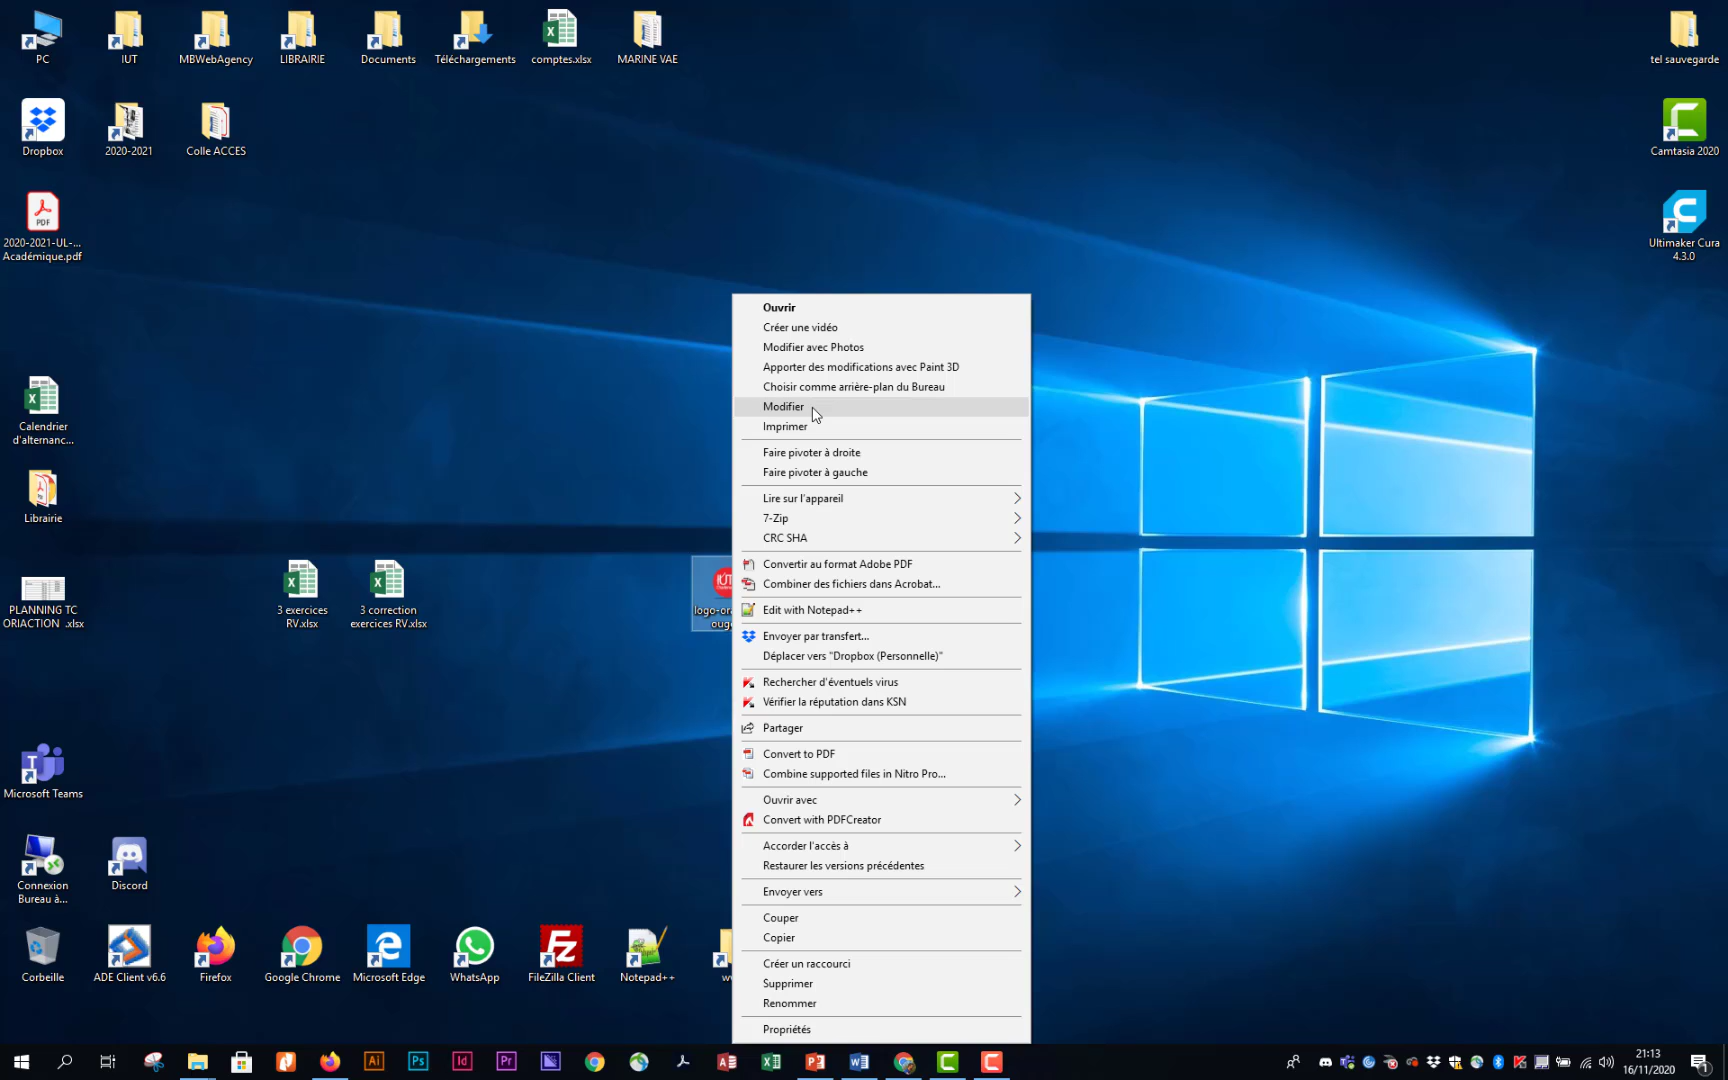 PC
IUT
MBWebAgency
LIBRAIRIE
Documents
Téléchargements
comptes.xlsx
MARINE VAE
tel sauvegarde
Dropbox
2020-2021
Colle ACCES
Camtasia 2020
PDF
2020-2021-UL-...
Académique.pdf
Ultimaker Cura
4.3.0
Calendrier
d'alternanc...
Librairie
PLANNING TC
ORIACTION .xlsx
3 exercices
RV.xlsx
3 correction
exercices RV.xlsx
IUT
Microsoft Teams
Connexion
Bureau à...
Discord
Corbeille
ADE Client v6.6
Firefox
Google Chrome
Microsoft Edge
WhatsApp
FileZilla Client
Notepad++
Ouvrir
Créer une vidéo
Modifier avec Photos
Apporter des modifications avec Paint 3D
Choisir comme arrière-plan du Bureau
Modifier
Imprimer
Faire pivoter à droite
Faire pivoter à gauche
Lire sur l'appareil
7-Zip
CRC SHA
Convertir au format Adobe PDF
Combiner des fichiers dans Acrobat...
Edit with Notepad++
Envoyer par transfert...
Déplacer vers "Dropbox (Personnelle)"
Rechercher d'éventuels virus
Vérifier la réputation dans KSN
Partager
Convert to PDF
Combine supported files in Nitro Pro...
Ouvrir avec
Convert with PDFCreator
Accorder l'accès à
Restaurer les versions précédentes
Envoyer vers
Couper
Copier
Créer un raccourci
Supprimer
Renommer
Propriétés
Ai
Ps
Id
Pr
21:13
16/11/2020